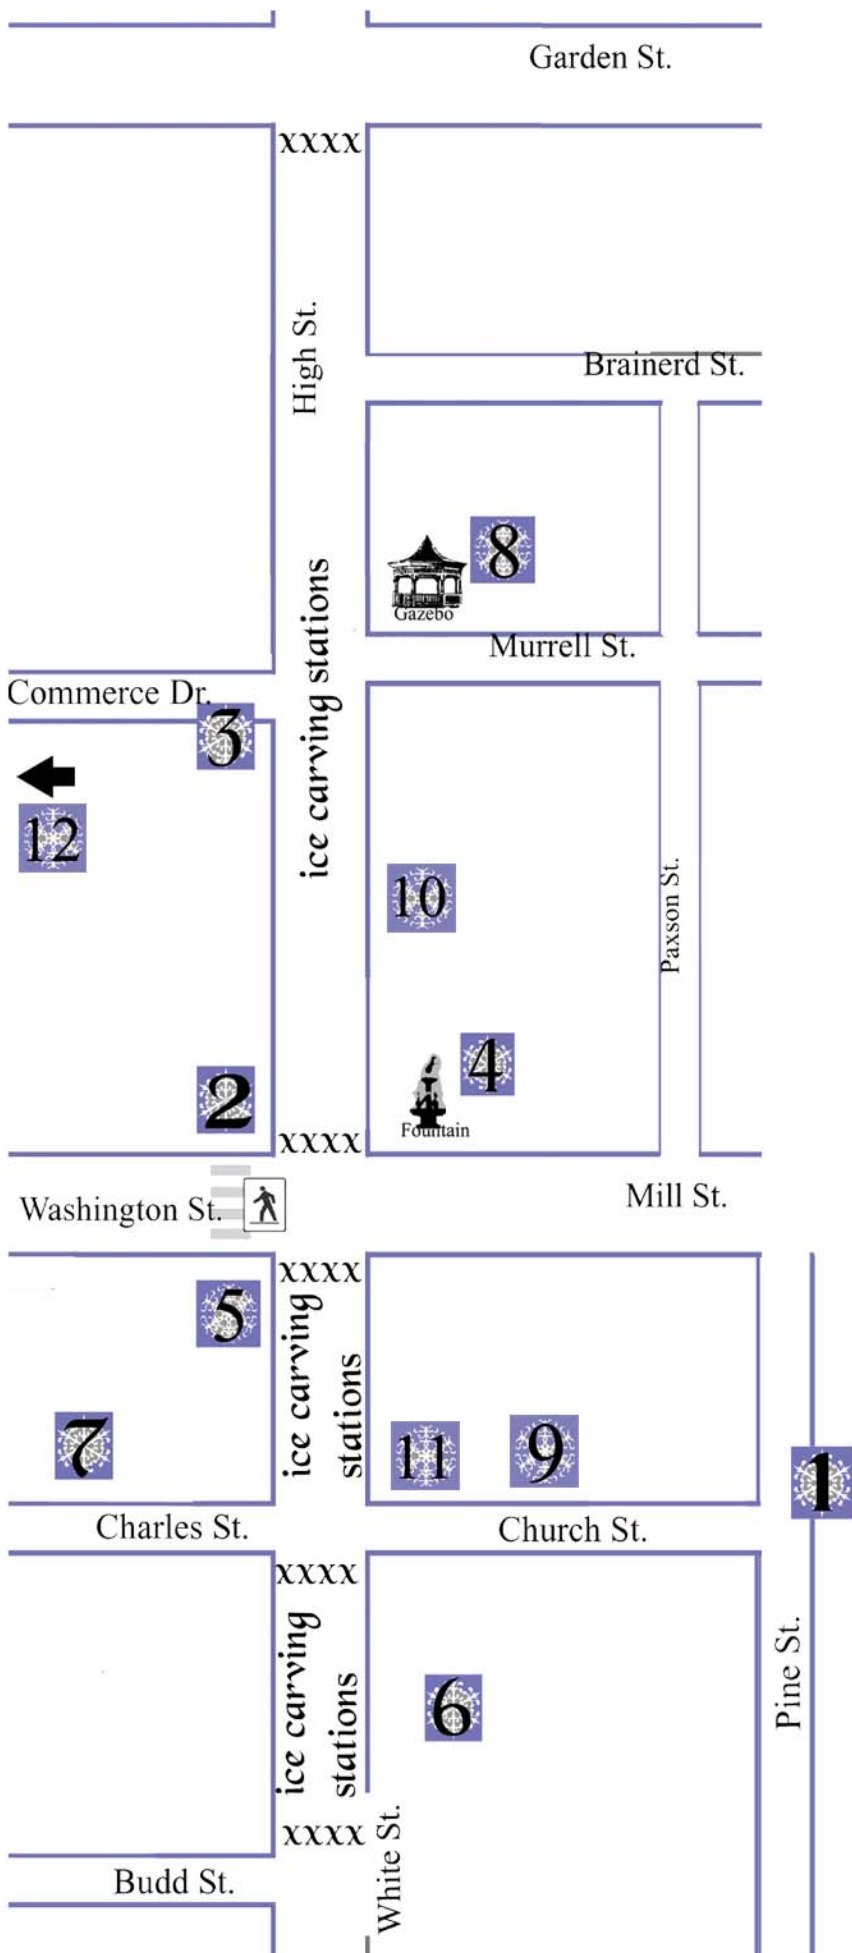 Garden St.
xxxx
High St.
Brainerd St.
8
Gazebo
Murrell St.
ice carving stations
Commerce Dr.
3
12
10
Paxson St.
4
2
Fountain
xxxx
Washington St.
Mill St.
xxxx
5
ice carving
stations
7
11
9
1
Charles St.
Church St.
xxxx
ice carving
stations
6
Pine St.
xxxx
White St.
Budd St.